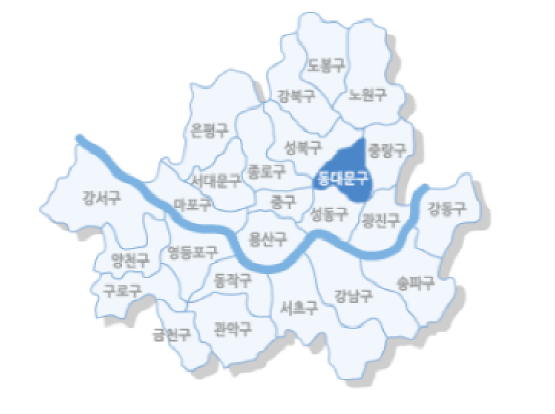 도봉구
강북구
노원구
은평구
성북구
중랑구
서대문구
종로구
동대문구
강서구
마포구
중구
성동구
광진구
강동구
용산구
양천구
영등포구
구로구
동작구
송파구
서초구
강남구
금천구
관악구